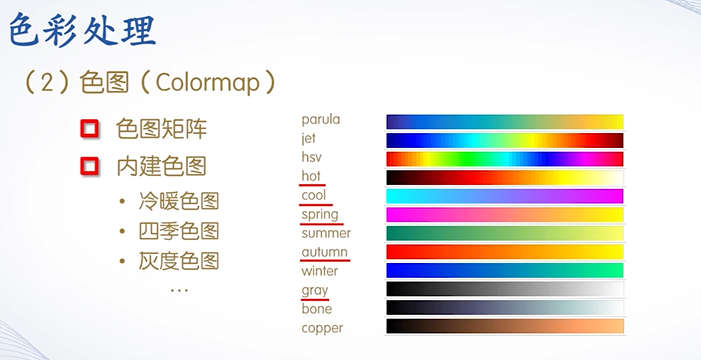 色彩处理
（2）色图（Colormap）
色图矩阵
内建色图
• 冷暖色图
• 四季色图
• 灰度色图
…
parula
jet
hsv
hot
cool
spring
summer
autumn
winter
gray
bone
copper